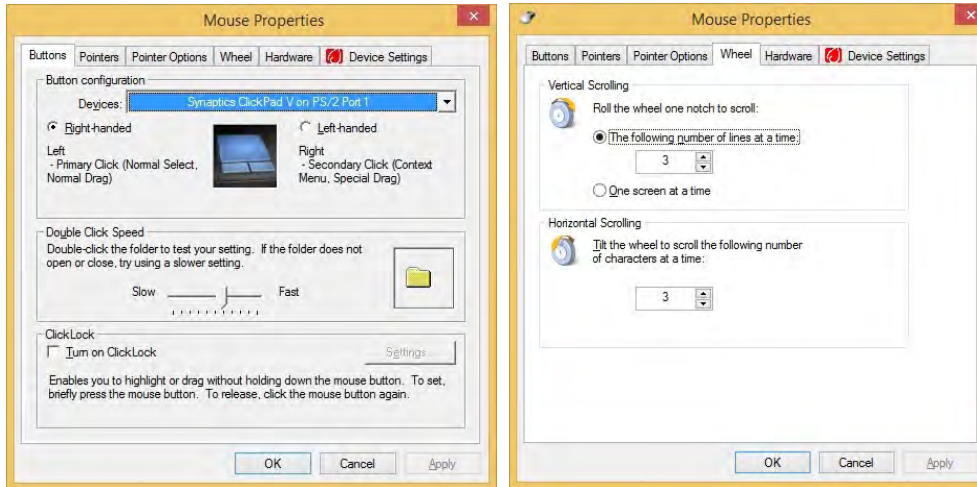 Mouse Properties
Buttons Pointers Pointer Options Wheel Hardware Device Settings
Button configuration
Devices: Synaptics ClickPad V on PS/2 Port 1
Right-handed Left-handed
Left
- Primary Click (Normal Select,
Normal Drag)
Right
- Secondary Click (Context
Menu, Special Drag)
Double Click Speed
Double-click the folder to test your setting. If the folder does not
open or close, try using a slower setting.
Slow Fast
ClickLock
Turn on ClickLock
Settings...
Enables you to highlight or drag without holding down the mouse button. To set,
briefly press the mouse button. To release, click the mouse button again.
OK Cancel Apply
Mouse Properties
Buttons Pointers Pointer Options Wheel Hardware Device Settings
Vertical Scrolling
Roll the wheel one notch to scroll:
The following number of lines at a time:
3
One screen at a time
Horizontal Scrolling
Tilt the wheel to scroll the following number
of characters at a time:
3
OK Cancel Apply